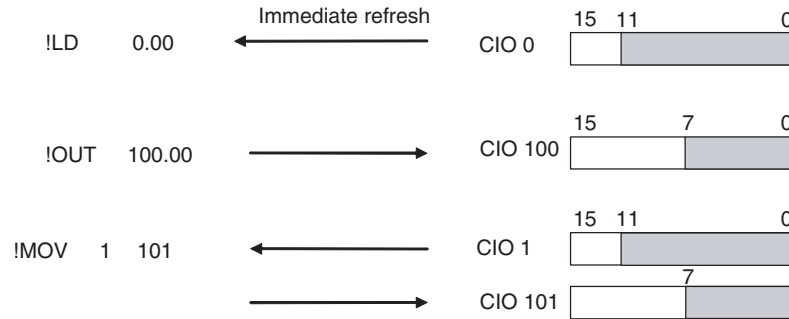 Immediate refresh
15 11 0
!LD 0.00 CIO 0
15 7 0
!OUT 100.00 CIO 100
15 11 0
!MOV 1 101 CIO 1
7
CIO 101